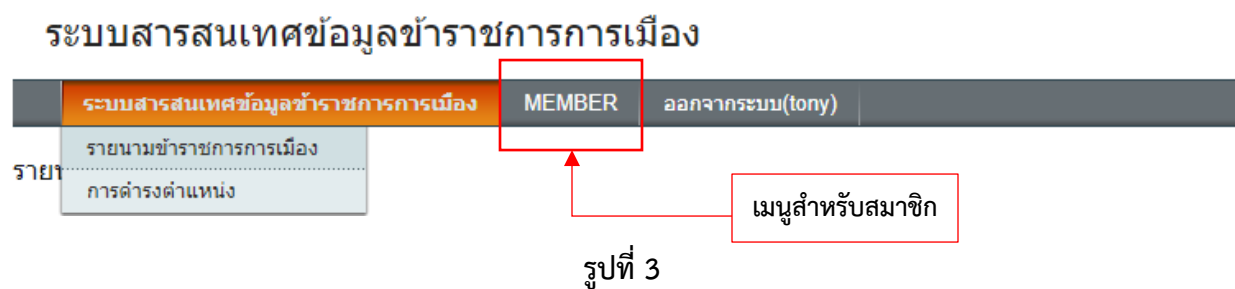 ระบบสารสนเทศข้อมูลข้าราชการการเมือง
ระบบสารสนเทศข้อมูลข้าราชการการเมือง MEMBER ออกจากระบบ(tony)
รายนามข้าราชการการเมือง
การดำรงตำแหน่ง
เมนูสำหรับสมาชิก
รูปที่ 3